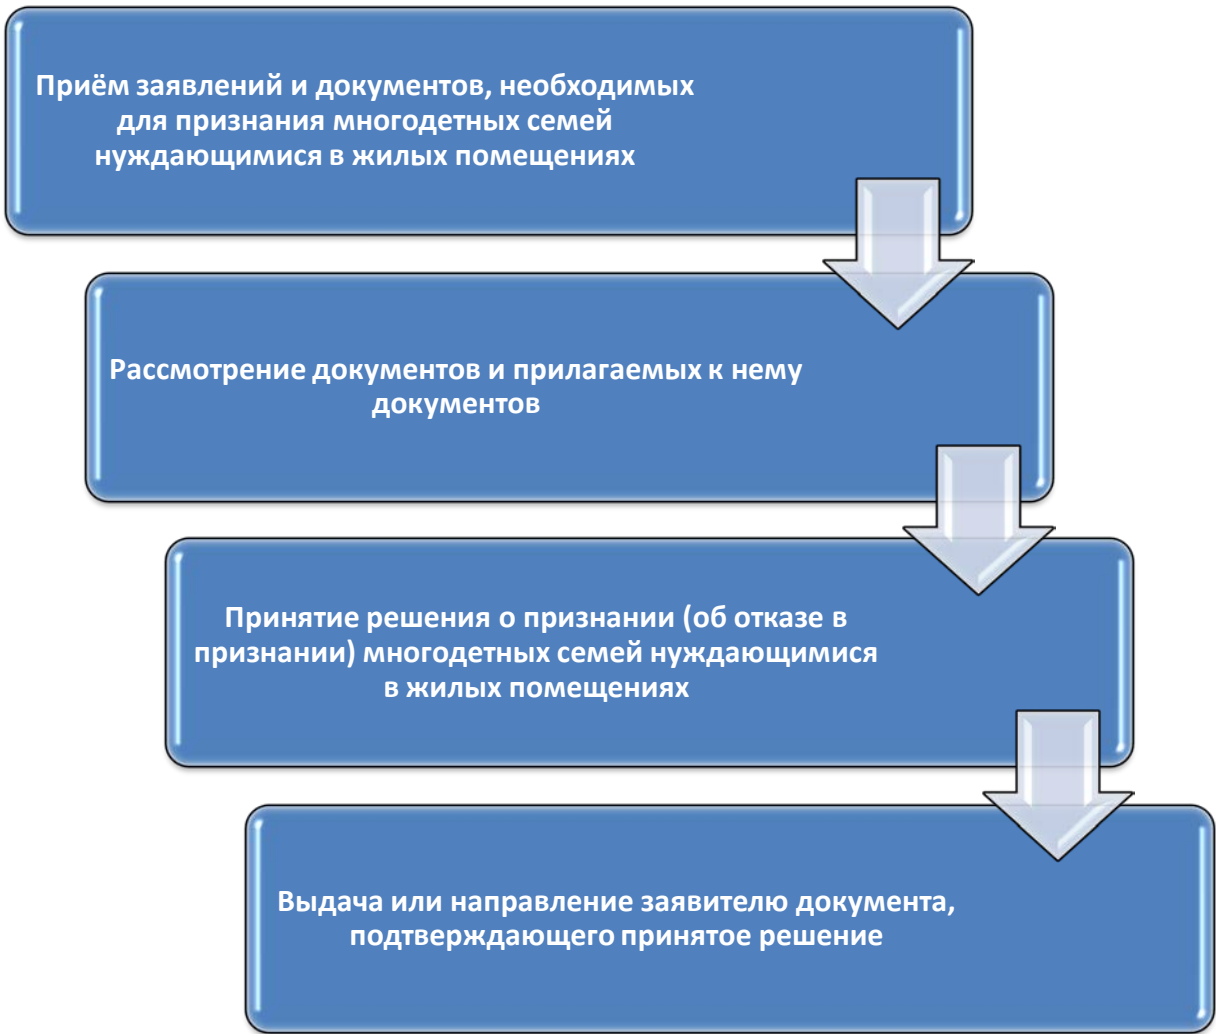 Приём заявлений и документов, необходимых
для признания многодетных семей
нуждающимися в жилых помещениях
Рассмотрение документов и прилагаемых к нему
документов
Принятие решения о признании (об отказе в
признании) многодетных семей нуждающимися
в жилых помещениях
Выдача или направление заявителю документа,
подтверждающего принятое решение